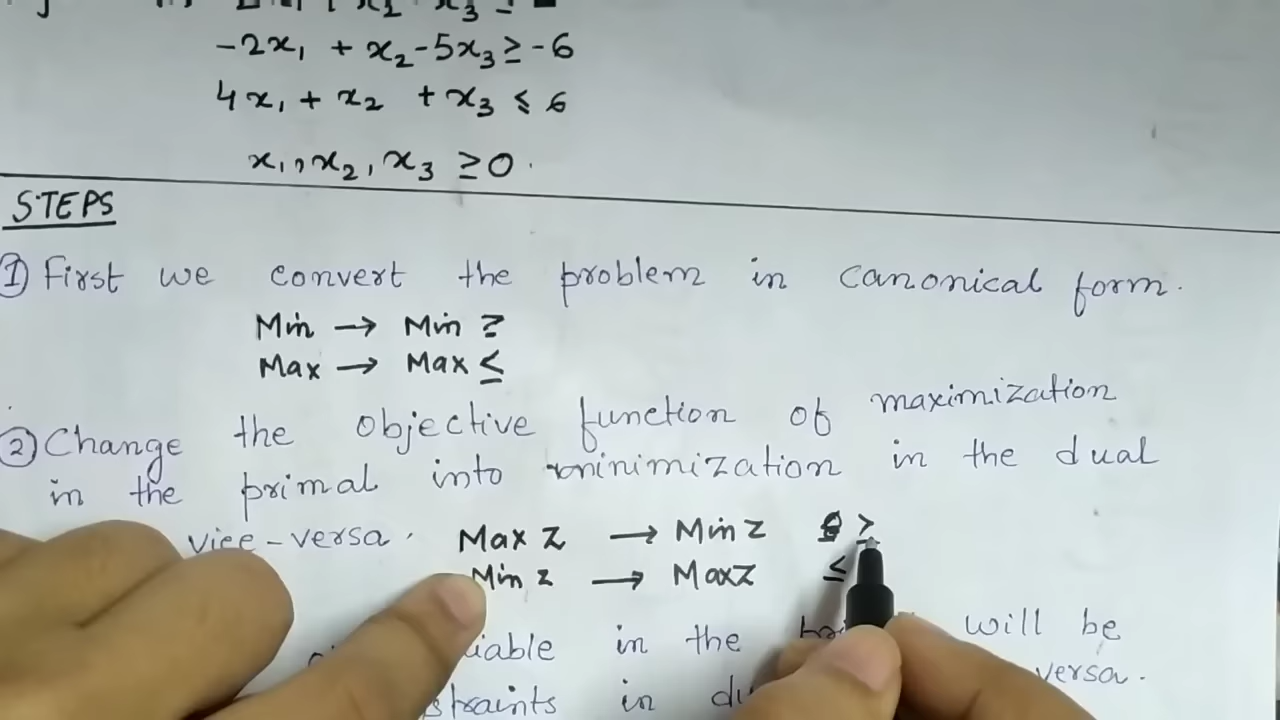 -2x₁ + x₂ - 5x₃ ≥ -6
4x₁ + x₂ + x₃ ≤ 6
x₁, x₂, x₃ ≥ 0.
STEPS
① First we convert the problem in canonical form.
Min → Min ≥
Max → Max ≤
② Change the objective function of maximization
in the primal into minimization in the dual
vice-versa. Max Z → Min Z ≥
Min z → Max Z ≤
in the will be
in versa.